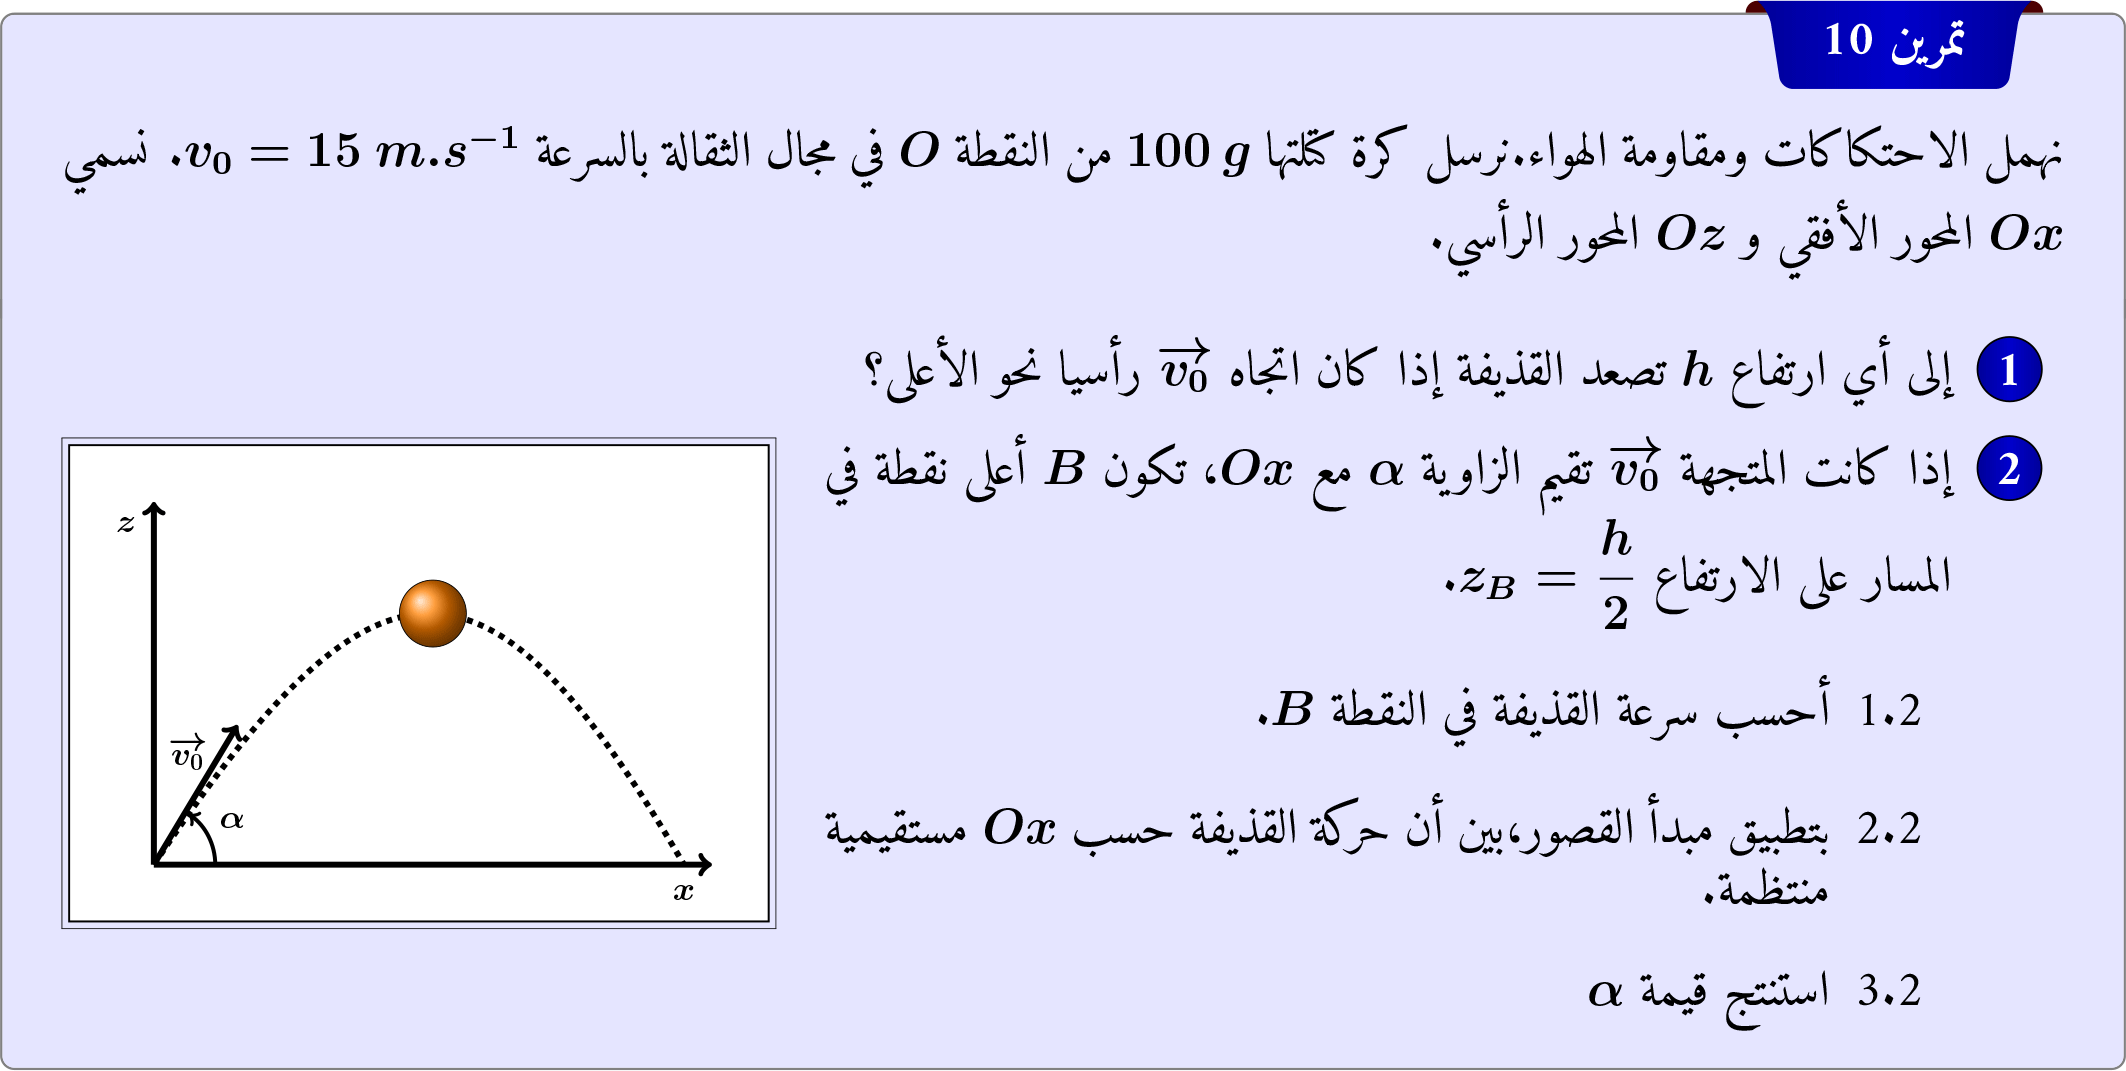 تمرين 10
نهمل الاحتكاكات ومقاومة الهواء.نرسل كرة كتلتها 100 g من النقطة O في مجال الثقالة بالسرعة v₀ = 15 m.s⁻¹. نسمي
Ox المحور الأفقي و Oz المحور الرأسي.
1 إلى أي ارتفاع h تصعد القذيفة إذا كان اتجاه $\overrightarrow{v_0}$ رأسيا نحو الأعلى؟
2 إذا كانت المتجهة $\overrightarrow{v_0}$ تقيم الزاوية α مع Ox، تكون B أعلى نقطة في
المسار على الارتفاع $z_B = \frac{h}{2}$.
1.2 أحسب سرعة القذيفة في النقطة B.
2.2 بتطبيق مبدأ القصور،بين أن حركة القذيفة حسب Ox مستقيمية
منتظمة.
3.2 استنتج قيمة α
z
$\overrightarrow{v_0}$
α
x